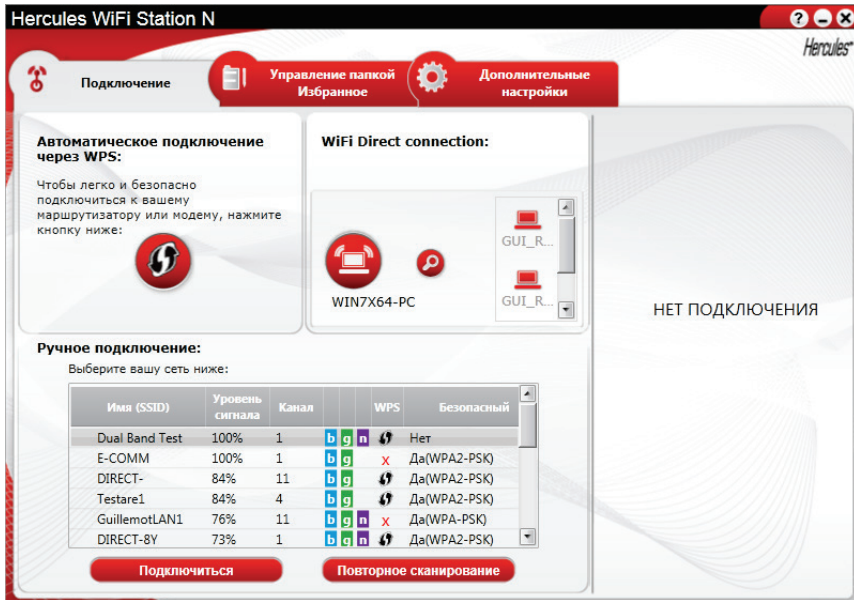 Hercules WiFi Station N
? – x
Hercules
Подключение
Управление папкой
Избранное
Дополнительные
настройки
Автоматическое подключение
через WPS:
Чтобы легко и безопасно
подключиться к вашему
маршрутизатору или модему, нажмите
кнопку ниже:
WiFi Direct connection:
WIN7X64-PC
GUI_R...
GUI_R...
НЕТ ПОДКЛЮЧЕНИЯ
Ручное подключение:
Выберите вашу сеть ниже:
Имя (SSID) Уровень сигнала Канал WPS Безопасный
Dual Band Test 100% 1 b g n Нет
E-COMM 100% 1 b g x Да(WPA2-PSK)
DIRECT- 84% 11 b g n Да(WPA2-PSK)
Testare1 84% 4 b g Да(WPA2-PSK)
GuillemotLAN1 76% 11 b g n x Да(WPA-PSK)
DIRECT-8Y 73% 1 b g n Да(WPA2-PSK)
Подключиться
Повторное сканирование